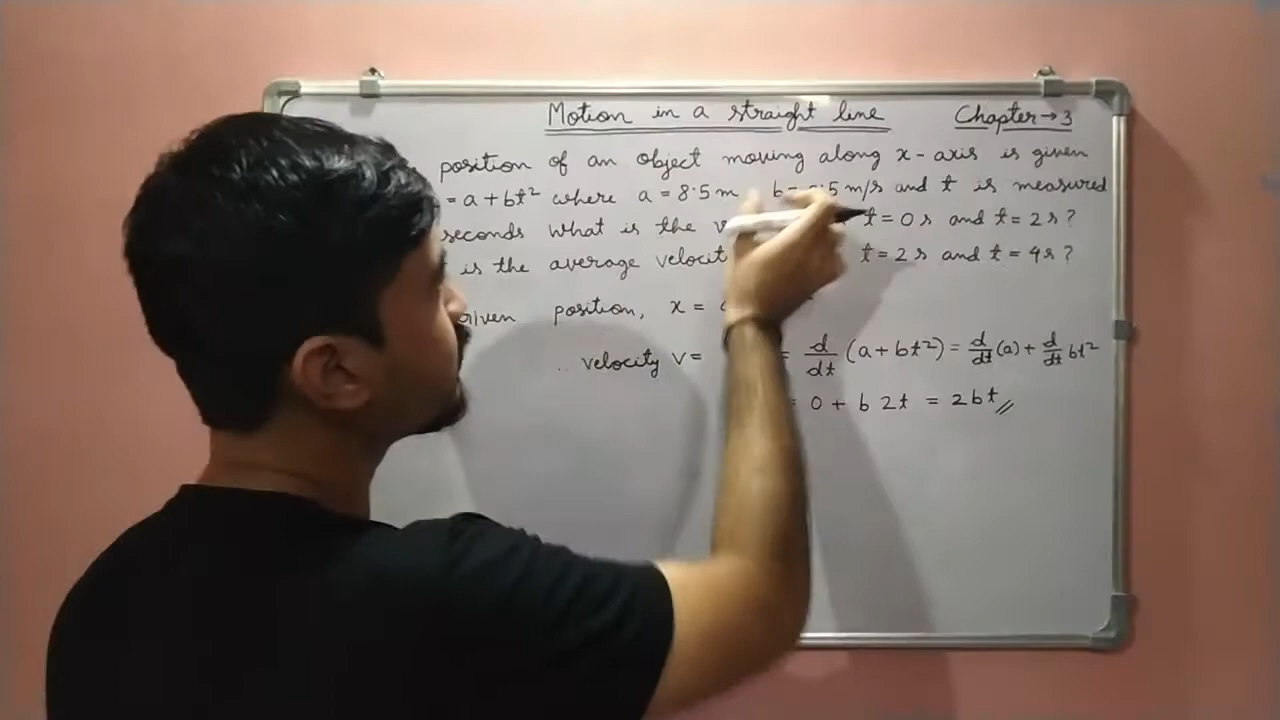 Motion in a straight line Chapter → 3
position of an object moving along x-axis is given
= a + bt² where a = 8.5 m b = .5 m/s and t is measured
seconds what is the t = 0 s and t = 2 s ?
is the average t = 2 s and t = 4 s ?
position, x =
velocity v = = d/dt (a + bt²) = d/dt (a) + d/dt bt²
= 0 + b 2t = 2bt //